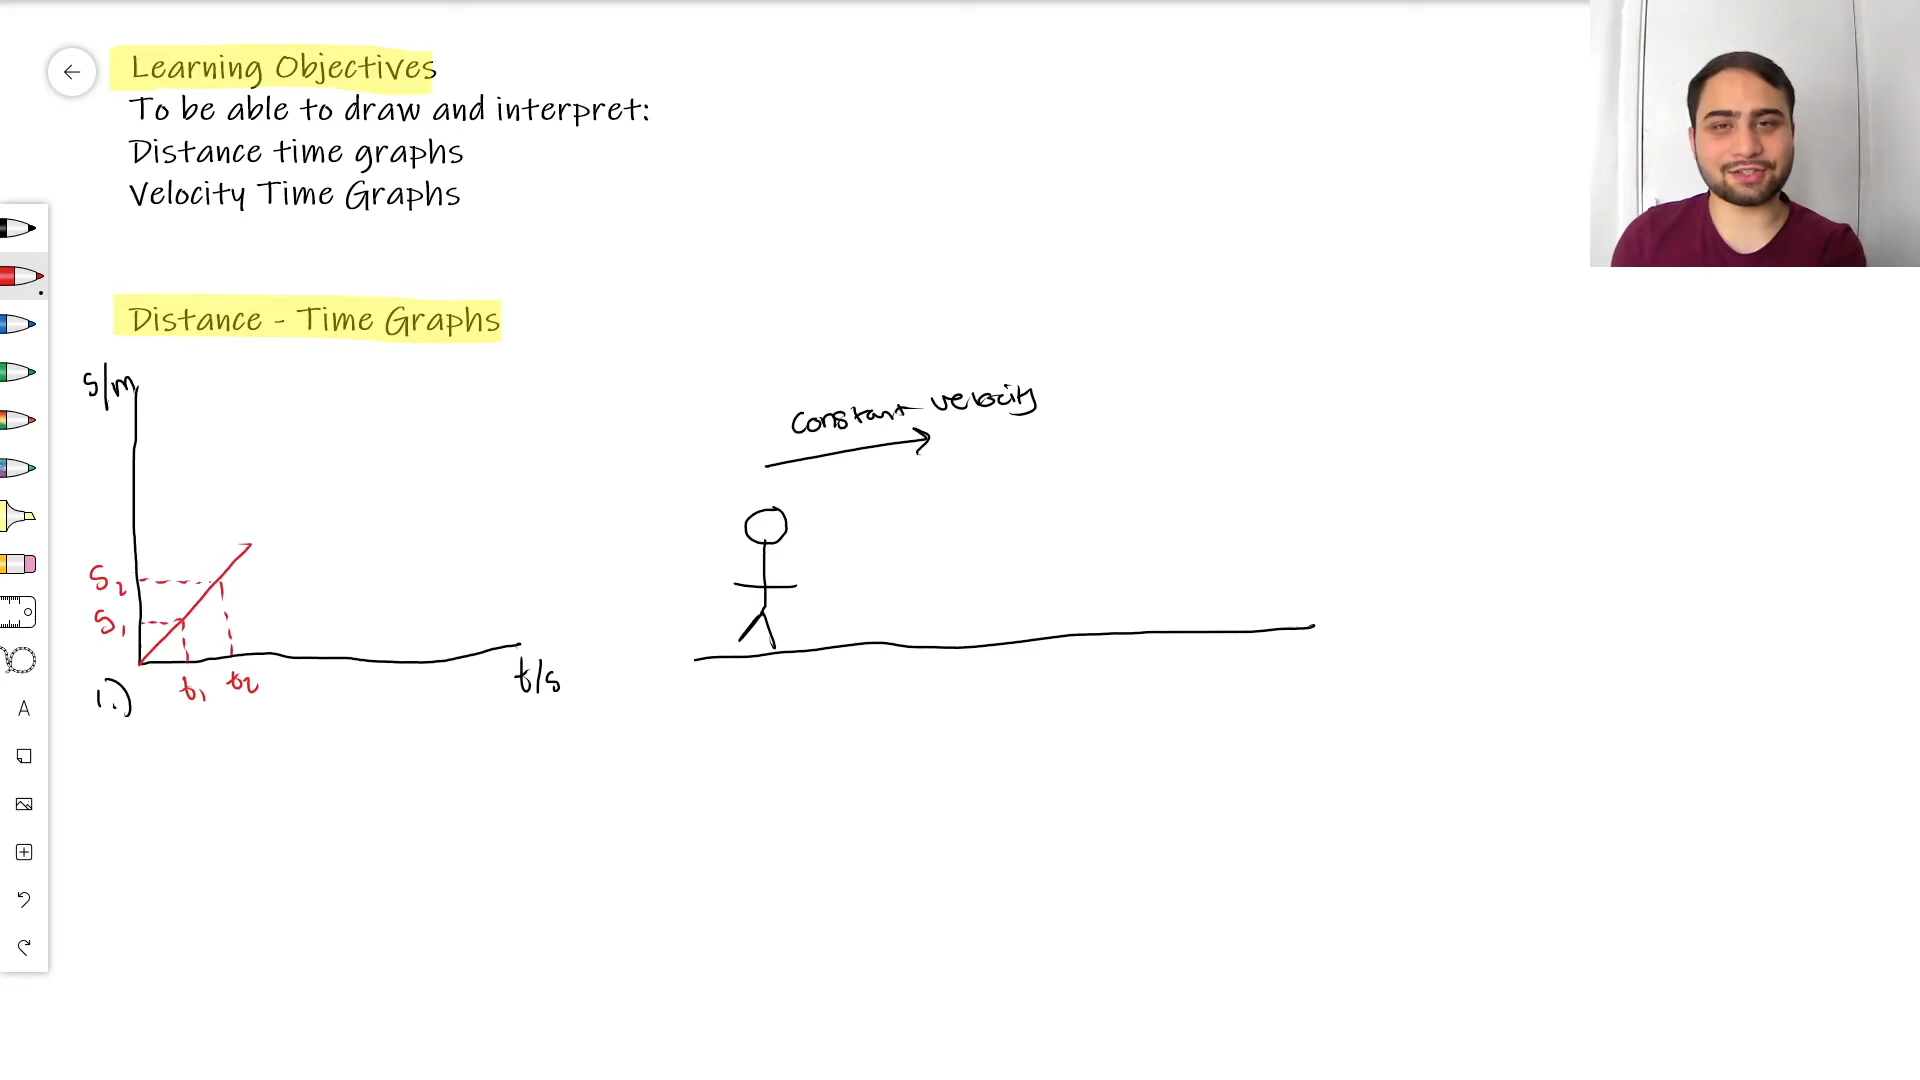 Learning Objectives
To be able to draw and interpret:
Distance time graphs
Velocity Time Graphs
Distance - Time Graphs
s/m
constant velocity
S2
S1
t1 t2
t/s
1.)
A